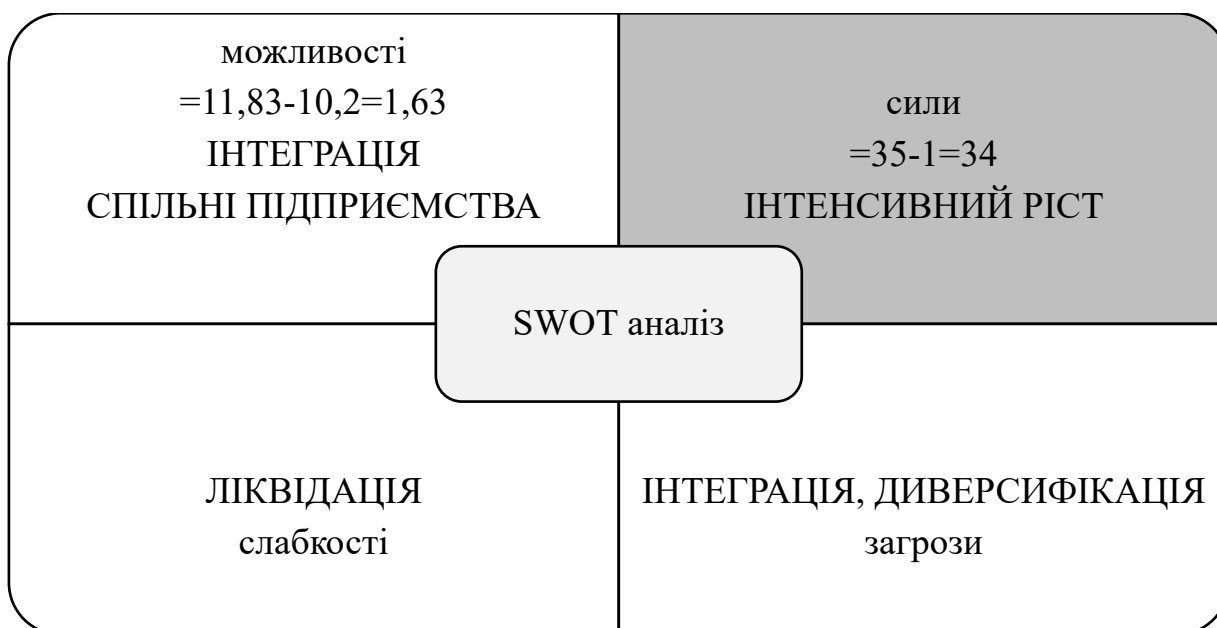 можливості
=11,83-10,2=1,63
ІНТЕГРАЦІЯ
СПІЛЬНІ ПІДПРИЄМСТВА
сили
=35-1=34
ІНТЕНСИВНИЙ РІСТ
SWOT аналіз
ЛІКВІДАЦІЯ
слабкості
ІНТЕГРАЦІЯ, ДИВЕРСИФІКАЦІЯ
загрози